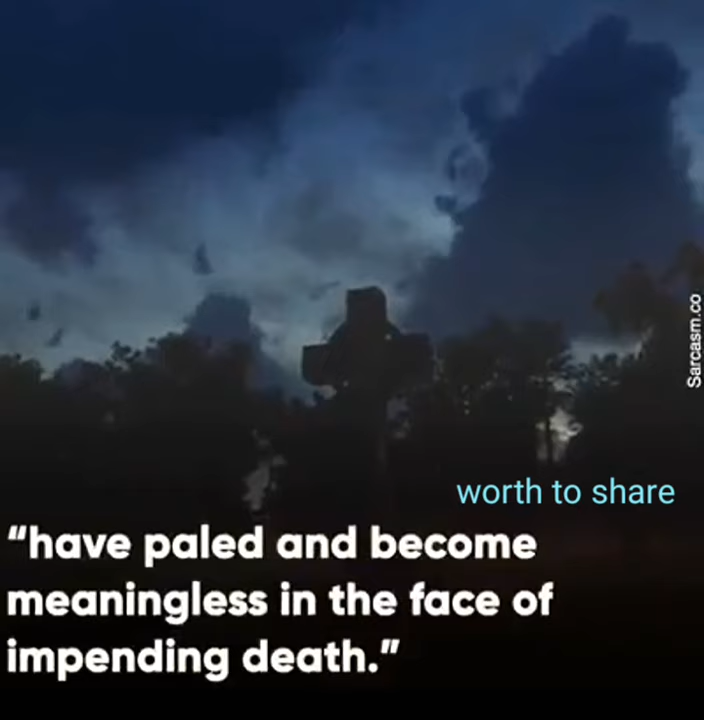 Sarcasm.co
worth to share
“have paled and become
meaningless in the face of
impending death.”